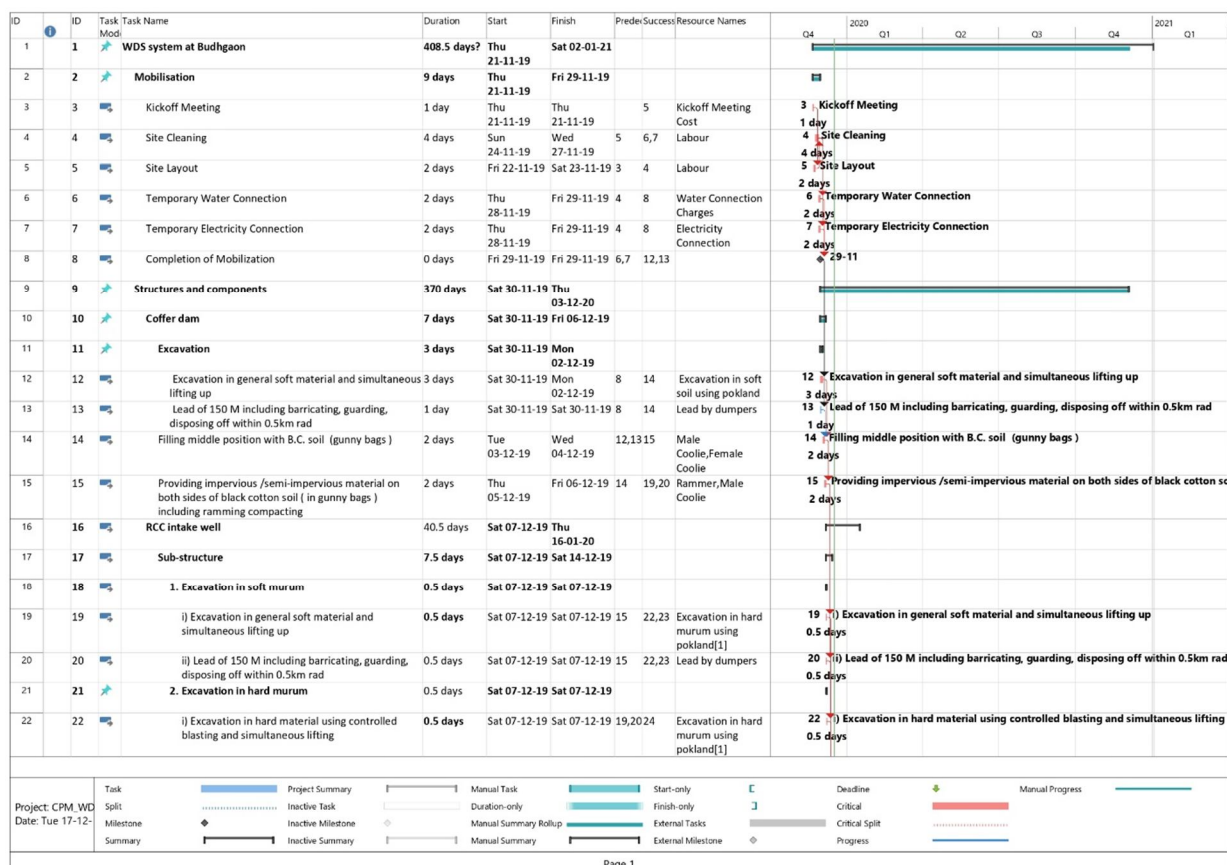 ID ID Task Mode Task Name Duration Start Finish Predec Success Resource Names 2020 2021
Q4 Q1 Q2 Q3 Q4 Q1
1 1 WDS system at Budhgaon 408.5 days? Thu Sat 02-01-21
21-11-19
2 2 Mobilisation 9 days Thu Fri 29-11-19
21-11-19
3 3 Kickoff Meeting 1 day Thu Thu 5 Kickoff Meeting 3 Kickoff Meeting
21-11-19 21-11-19 Cost 1 day
4 4 Site Cleaning 4 days Sun Wed 5 6,7 Labour 4 Site Cleaning
24-11-19 27-11-19 4 days
5 5 Site Layout 2 days Fri 22-11-19 Sat 23-11-19 3 4 Labour 5 Site Layout
2 days
6 6 Temporary Water Connection 2 days Thu Fri 29-11-19 4 8 Water Connection 6 Temporary Water Connection
28-11-19 Charges 2 days
7 7 Temporary Electricity Connection 2 days Thu Fri 29-11-19 4 8 Electricity 7 Temporary Electricity Connection
28-11-19 Connection 2 days
8 8 Completion of Mobilization 0 days Fri 29-11-19 Fri 29-11-19 6,7 12,13 29-11
9 9 Structures and components 370 days Sat 30-11-19 Thu
03-12-20
10 10 Coffer dam 7 days Sat 30-11-19 Fri 06-12-19
11 11 Excavation 3 days Sat 30-11-19 Mon
02-12-19
12 12 Excavation in general soft material and simultaneous 3 days Sat 30-11-19 Mon 8 14 Excavation in soft 12 Excavation in general soft material and simultaneous lifting up
lifting up 02-12-19 soil using pokland 3 days
13 13 Lead of 150 M including barricating, guarding, 1 day Sat 30-11-19 Sat 30-11-19 8 14 Lead by dumpers 13 Lead of 150 M including barricating, guarding, disposing off within 0.5km rad
disposing off within 0.5km rad 1 day
14 14 Filling middle position with B.C. soil (gunny bags ) 2 days Tue Wed 12,13 15 Male 14 Filling middle position with B.C. soil (gunny bags )
03-12-19 04-12-19 Coolie,Female 2 days
Coolie
15 15 Providing impervious /semi-impervious material on 2 days Thu Fri 06-12-19 14 19,20 Rammer,Male 15 Providing impervious /semi-impervious material on both sides of black cotton so
both sides of black cotton soil ( in gunny bags ) 05-12-19 Coolie 2 days
including ramming compacting
16 16 RCC intake well 40.5 days Sat 07-12-19 Thu
16-01-20
17 17 Sub-structure 7.5 days Sat 07-12-19 Sat 14-12-19
18 18 1. Excavation in soft murum 0.5 days Sat 07-12-19 Sat 07-12-19
19 19 i) Excavation in general soft material and 0.5 days Sat 07-12-19 Sat 07-12-19 15 22,23 Excavation in hard 19 i) Excavation in general soft material and simultaneous lifting up
simultaneous lifting up murum using 0.5 days
pokland[1]
20 20 ii) Lead of 150 M including barricating, guarding, 0.5 days Sat 07-12-19 Sat 07-12-19 15 22,23 Lead by dumpers 20 ii) Lead of 150 M including barricating, guarding, disposing off within 0.5km rad
disposing off within 0.5km rad 0.5 days
21 21 2. Excavation in hard murum 0.5 days Sat 07-12-19 Sat 07-12-19
22 22 i) Excavation in hard material using controlled 0.5 days Sat 07-12-19 Sat 07-12-19 19,20 24 Excavation in hard 22 i) Excavation in hard material using controlled blasting and simultaneous lifting
blasting and simultaneous lifting murum using 0.5 days
pokland[1]
Task Project Summary Manual Task Start-only Deadline Manual Progress
Project: CPM_WD Split Inactive Task Duration-only Finish-only Critical
Date: Tue 17-12- Milestone Inactive Milestone Manual Summary Rollup External Tasks Critical Split
Summary Inactive Summary Manual Summary External Milestone Progress
Page 1